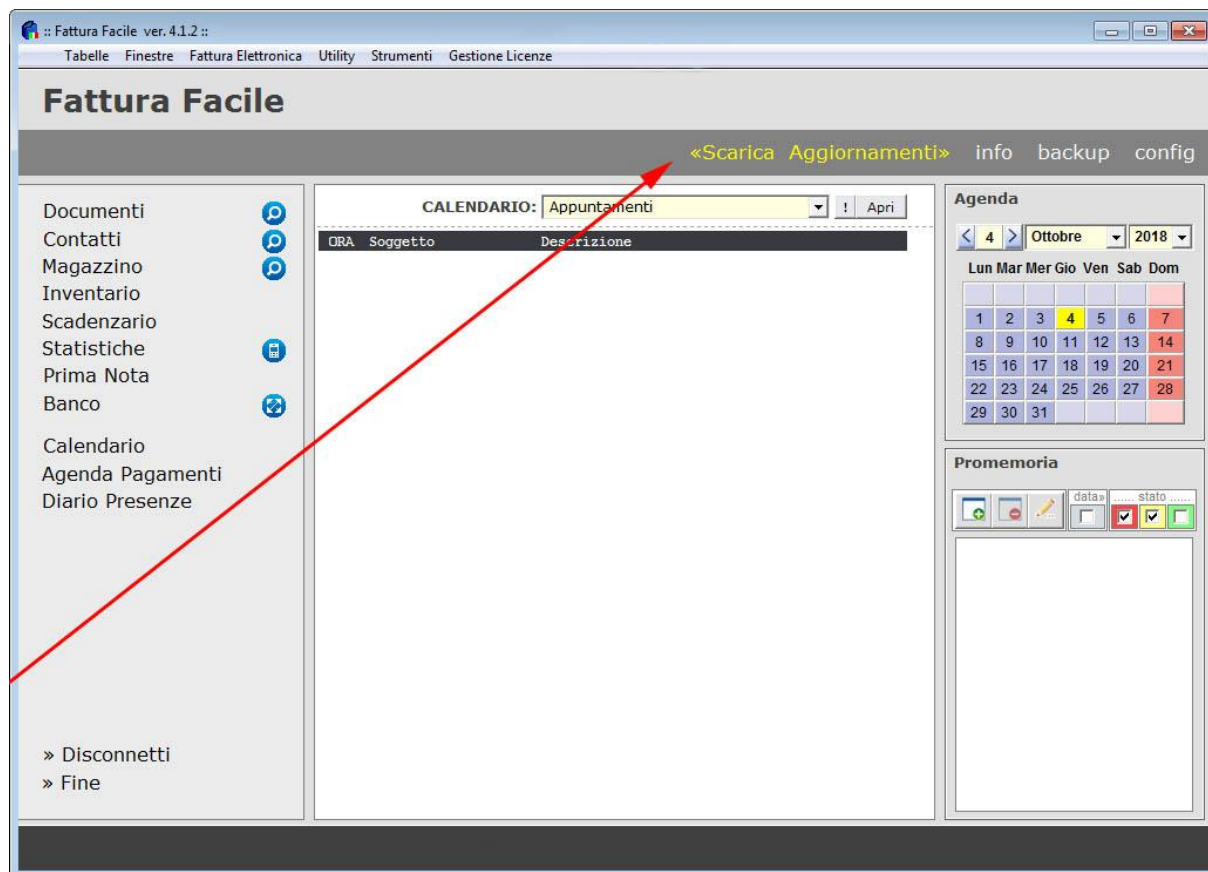 :: Fattura Facile ver. 4.1.2 ::
Tabelle Finestre Fattura Elettronica Utility Strumenti Gestione Licenze
Fattura Facile
«Scarica Aggiornamenti» info backup config
Documenti
Contatti
Magazzino
Inventario
Scadenzario
Statistiche
Prima Nota
Banco
Calendario
Agenda Pagamenti
Diario Presenze
» Disconnetti
» Fine
CALENDARIO: Appuntamenti ! Apri
ORA Soggetto Descrizione
Agenda
< 4 > Ottobre 2018
Lun Mar Mer Gio Ven Sab Dom
1 2 3 4 5 6 7
8 9 10 11 12 13 14
15 16 17 18 19 20 21
22 23 24 25 26 27 28
29 30 31
Promemoria
data» ...... stato ......